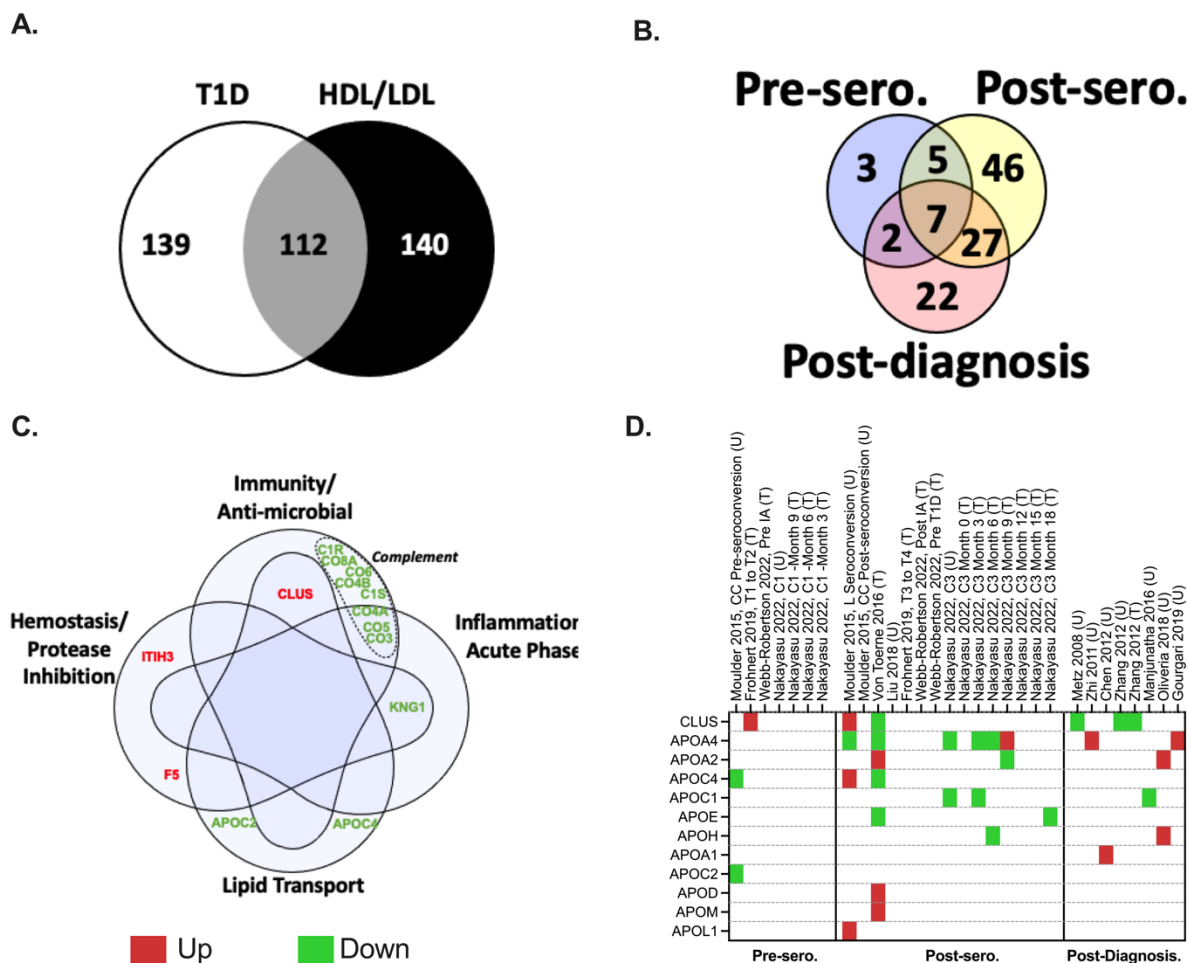 A.
T1D
HDL/LDL
139
112
140
B.
Pre-sero.
Post-sero.
3
5
46
7
2
27
22
Post-diagnosis
C.
Immunity/
Anti-microbial
Complement
C1R
CO8A
CO6
CO4B
C1S
CO4A
CO5
CO3
CLUS
Hemostasis/
Protease
Inhibition
Inflammation
Acute Phase
ITIH3
KNG1
F5
APOC2
APOC4
Lipid Transport
Up
Down
D.
Moulder 2015, CC Pre-seroconversion (U)
Frohnert 2019, T1 to T2 (T)
Webb-Robertson 2022, Pre IA (T)
Nakayasu 2022, C1 (U)
Nakayasu 2022, C1 -Month 9 (T)
Nakayasu 2022, C1 -Month 6 (T)
Nakayasu 2022, C1 -Month 3 (T)
Moulder 2015, L Seroconversion (U)
Moulder 2015, CC Post-seroconversion (U)
Von Toerne 2016 (T)
Liu 2018 (U)
Frohnert 2019, T3 to T4 (T)
Webb-Robertson 2022, Post IA (T)
Webb-Robertson 2022, Pre T1D (T)
Nakayasu 2022, C3 (U)
Nakayasu 2022, C3 Month 0 (T)
Nakayasu 2022, C3 Month 3 (T)
Nakayasu 2022, C3 Month 6 (T)
Nakayasu 2022, C3 Month 9 (T)
Nakayasu 2022, C3 Month 12 (T)
Nakayasu 2022, C3 Month 15 (T)
Nakayasu 2022, C3 Month 18 (T)
Metz 2008 (U)
Zhi 2011 (U)
Chen 2012 (U)
Zhang 2012 (U)
Zhang 2012 (T)
Manjunatha 2016 (U)
Oliveria 2018 (U)
Gourgari 2019 (U)
CLUS
APOA4
APOA2
APOC4
APOC1
APOE
APOH
APOA1
APOC2
APOD
APOM
APOL1
Pre-sero.
Post-sero.
Post-Diagnosis.